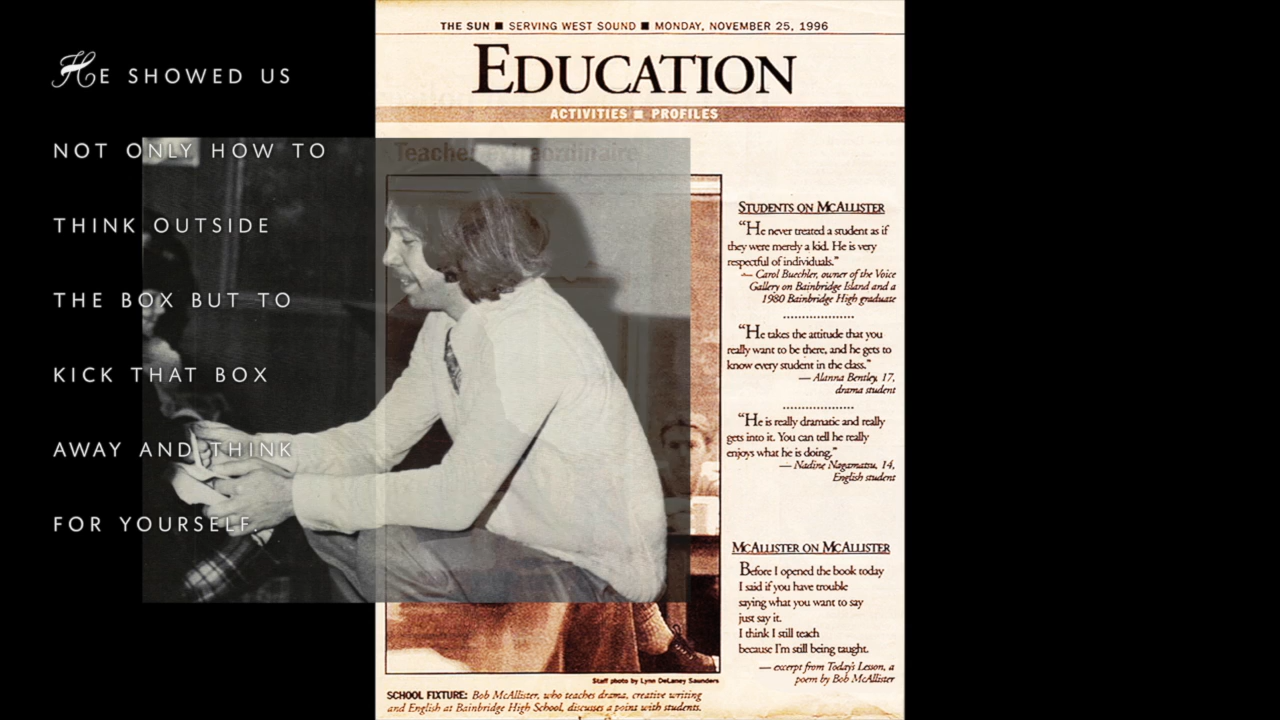 He showed us
not only how to
think outside
the box but to
kick that box
away and think
for yourself.
THE SUN ■ SERVING WEST SOUND ■ MONDAY, NOVEMBER 25, 1996
EDUCATION
ACTIVITIES ■ PROFILES
Teacher extraordinaire
STUDENTS ON MCALLISTER
“He never treated a student as if
they were merely a kid. He is very
respectful of individuals.”
— Carol Buechler, owner of the Voice
Gallery on Bainbridge Island and a
1980 Bainbridge High graduate
“He takes the attitude that you
really want to be there, and he gets to
know every student in the class.”
— Alanna Bentley, 17,
drama student
“He is really dramatic and really
gets into it. You can tell he really
enjoys what he is doing.”
— Nadine Nagamatsu, 14,
English student
MCALLISTER ON MCALLISTER
Before I opened the book today
I said if you have trouble
saying what you want to say
just say it.
I think I still teach
because I'm still being taught.
— excerpt from Today's Lesson, a
poem by Bob McAllister
Staff photo by Lynn DeLaney Saunders
SCHOOL FIXTURE: Bob McAllister, who teaches drama, creative writing
and English at Bainbridge High School, discusses a point with students.